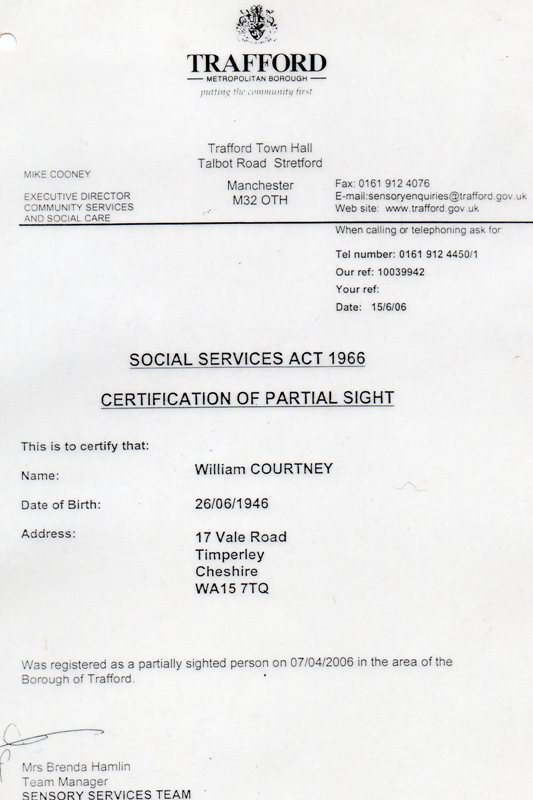 TRAFFORD
METROPOLITAN BOROUGH
putting the community first
Trafford Town Hall
Talbot Road Stretford
Manchester
M32 OTH
MIKE COONEY
EXECUTIVE DIRECTOR
COMMUNITY SERVICES
AND SOCIAL CARE
Fax: 0161 912 4076
E-mail:sensoryenquiries@trafford.gov.uk
Web site: www.trafford.gov.uk
When calling or telephoning ask for
Tel number: 0161 912 4450/1
Our ref: 10039942
Your ref:
Date: 15/6/06
SOCIAL SERVICES ACT 1966
CERTIFICATION OF PARTIAL SIGHT
This is to certify that:
Name: William COURTNEY
Date of Birth: 26/06/1946
Address: 17 Vale Road
Timperley
Cheshire
WA15 7TQ
Was registered as a partially sighted person on 07/04/2006 in the area of the
Borough of Trafford.
Mrs Brenda Hamlin
Team Manager
SENSORY SERVICES TEAM